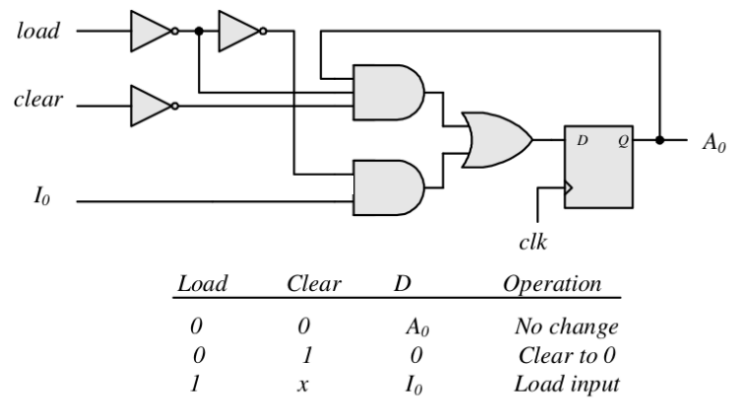 load
clear
I₀
D Q
A₀
clk
Load Clear D Operation
0 0 A₀ No change
0 1 0 Clear to 0
1 x I₀ Load input